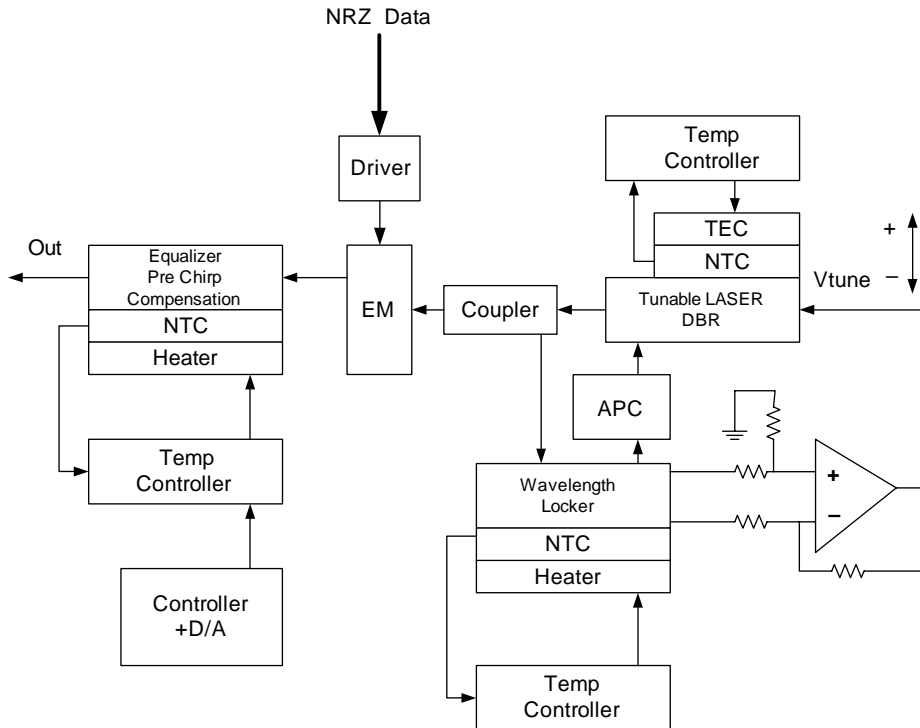 NRZ Data
Driver
Temp
Controller
TEC
NTC
Tunable LASER
DBR
Vtune
+
–
Out
Equalizer
Pre Chirp
Compensation
NTC
Heater
EM
Coupler
APC
Temp
Controller
Wavelength
Locker
NTC
Heater
+
–
Controller
+D/A
Temp
Controller